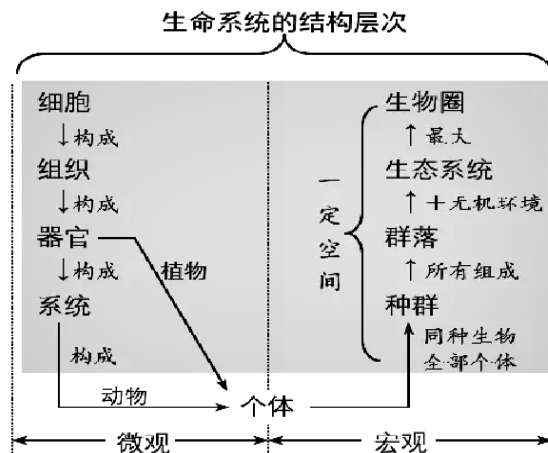 生命系统的结构层次
细胞
↓构成
组织
↓构成
器官
↓构成
系统
构成
植物
动物
个体
生物圈
↑最大
生态系统
↑十无机环境
群落
↑所有组成
种群
同种生物
全部个体
一定空间
微观
宏观